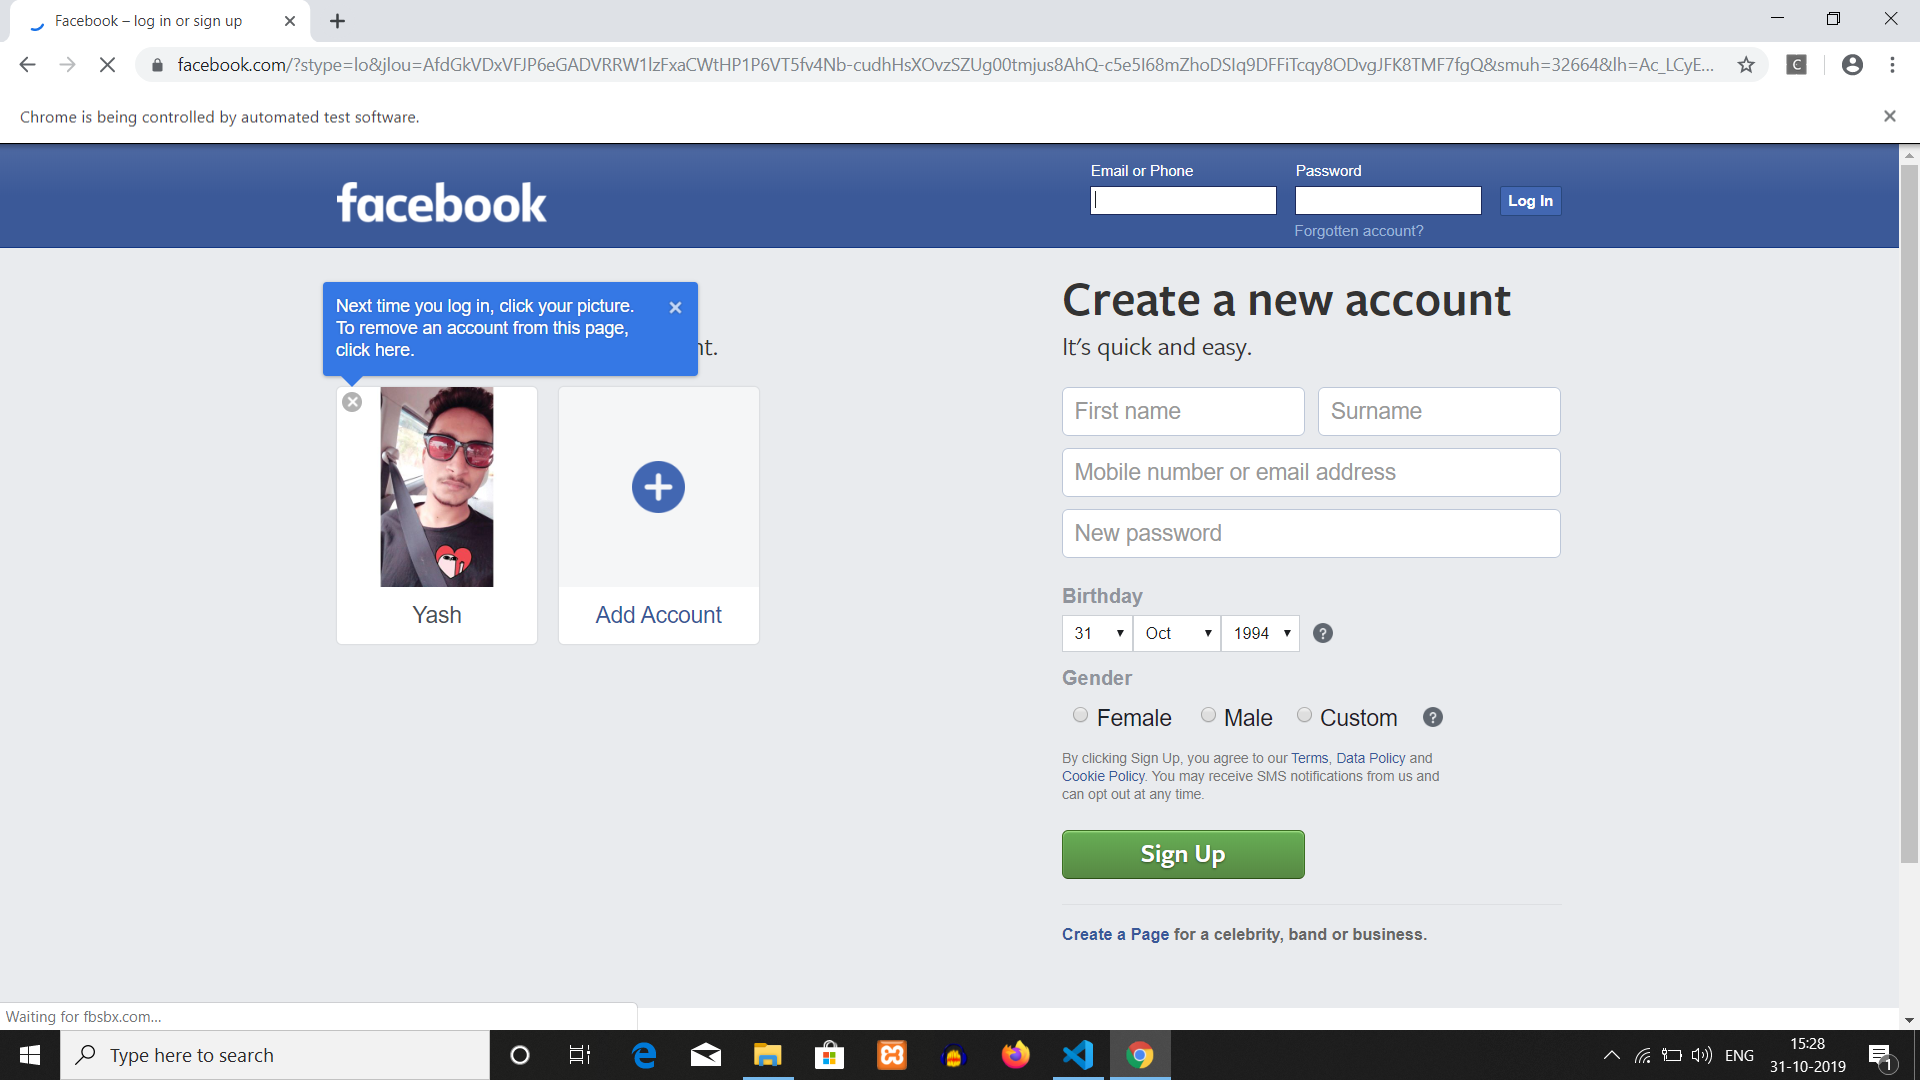 Facebook – log in or sign up
facebook.com/?stype=lo&jlou=AfdGkVDxVFJP6eGADVRRW1lzFxaCWtHP1P6VT5fv4Nb-cudhHsXOvzSZUg00tmjus8AhQ-c5e5I68mZhoDSIq9DFFiTcqy8ODvgJFK8TMF7fgQ&smuh=32664&lh=Ac_LCyE...
C
Chrome is being controlled by automated test software.
facebook
Email or Phone
Password
Log In
Forgotten account?
Next time you log in, click your picture.
To remove an account from this page,
click here.
nt.
Yash
Add Account
Create a new account
It's quick and easy.
First name
Surname
Mobile number or email address
New password
Birthday
31 Oct 1994 ?
Gender
Female Male Custom ?
By clicking Sign Up, you agree to our Terms, Data Policy and
Cookie Policy. You may receive SMS notifications from us and
can opt out at any time.
Sign Up
Create a Page for a celebrity, band or business.
Waiting for fbsbx.com...
Type here to search
ENG
15:28
31-10-2019
1